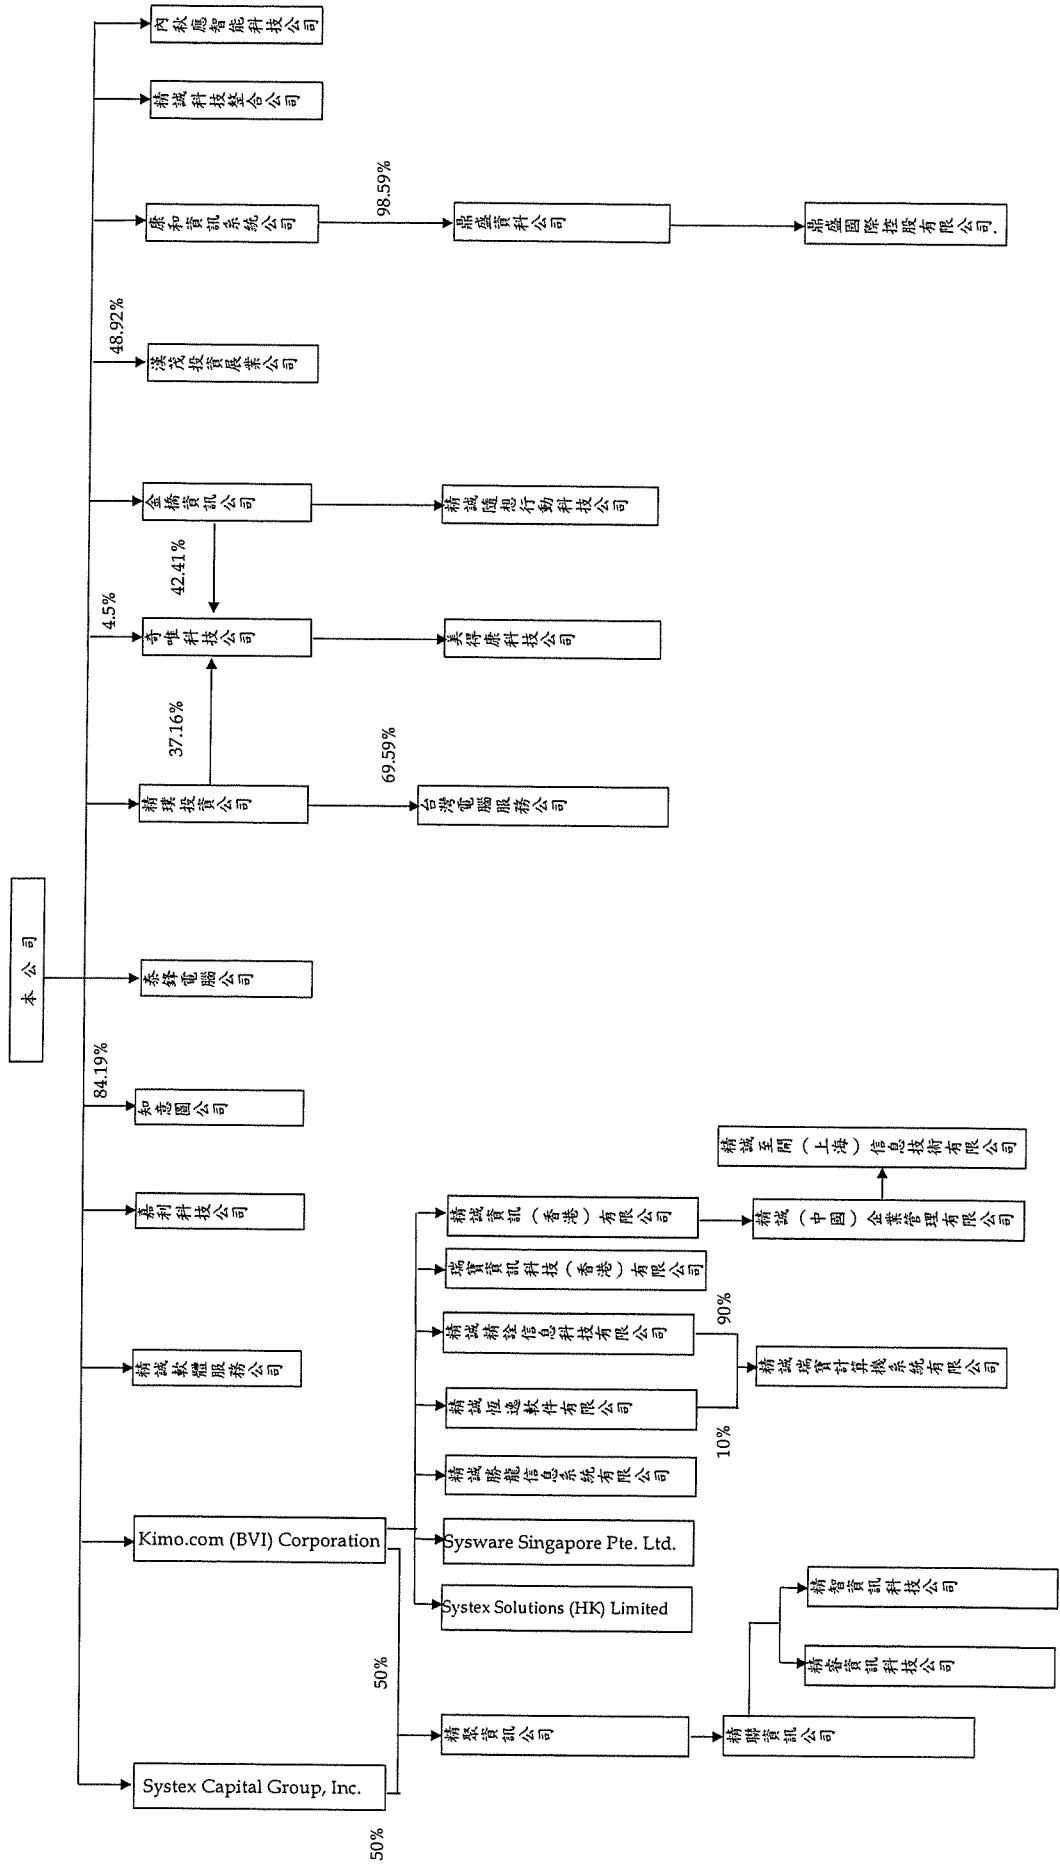 本公司
內秋應智能科技公司
精誠科技整合公司
康和資訊系統公司
98.59%
鼎盛資科公司
鼎盛國際控股有限公司.
48.92%
漢茂投資展業公司
金橋資訊公司
精誠隨想行動科技公司
42.41%
4.5%
奇唯科技公司
美得康科技公司
37.16%
精璞投資公司
69.59%
台灣電腦服務公司
泰鋒電腦公司
84.19%
知意圖公司
嘉利科技公司
精誠軟體服務公司
Kimo.com (BVI) Corporation
Systex Capital Group, Inc.
精誠資訊（香港）有限公司
精誠（中國）企業管理有限公司
精誠至開（上海）信息技術有限公司
瑞寶資訊科技（香港）有限公司
精誠精詮信息科技有限公司
90%
精誠恆逸軟件有限公司
10%
精誠瑞寶計算機系統有限公司
精誠勝龍信息系統有限公司
Sysware Singapore Pte. Ltd.
Systex Solutions (HK) Limited
50%
50%
精聚資訊公司
精聯資訊公司
精智資訊科技公司
精睿資訊科技公司